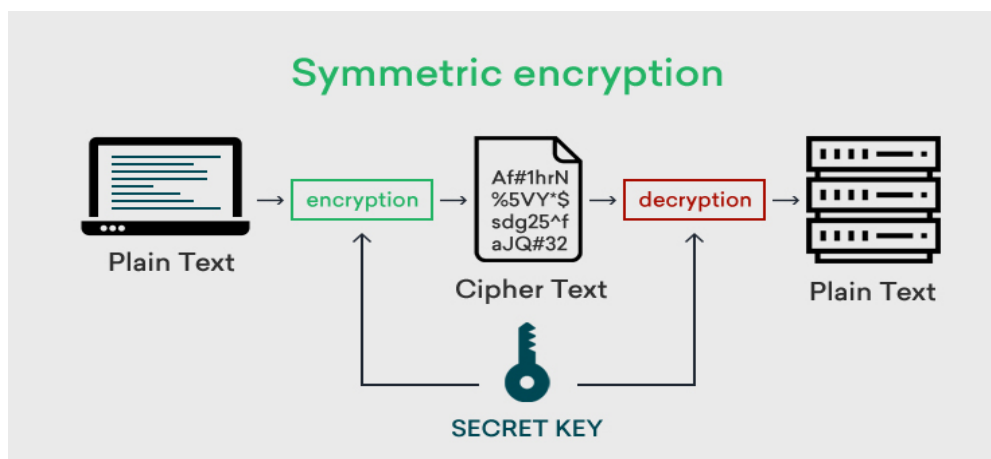 Symmetric encryption
Plain Text
encryption
Af#1hrN
%5VY*$
sdg25^f
aJQ#32
Cipher Text
decryption
Plain Text
SECRET KEY